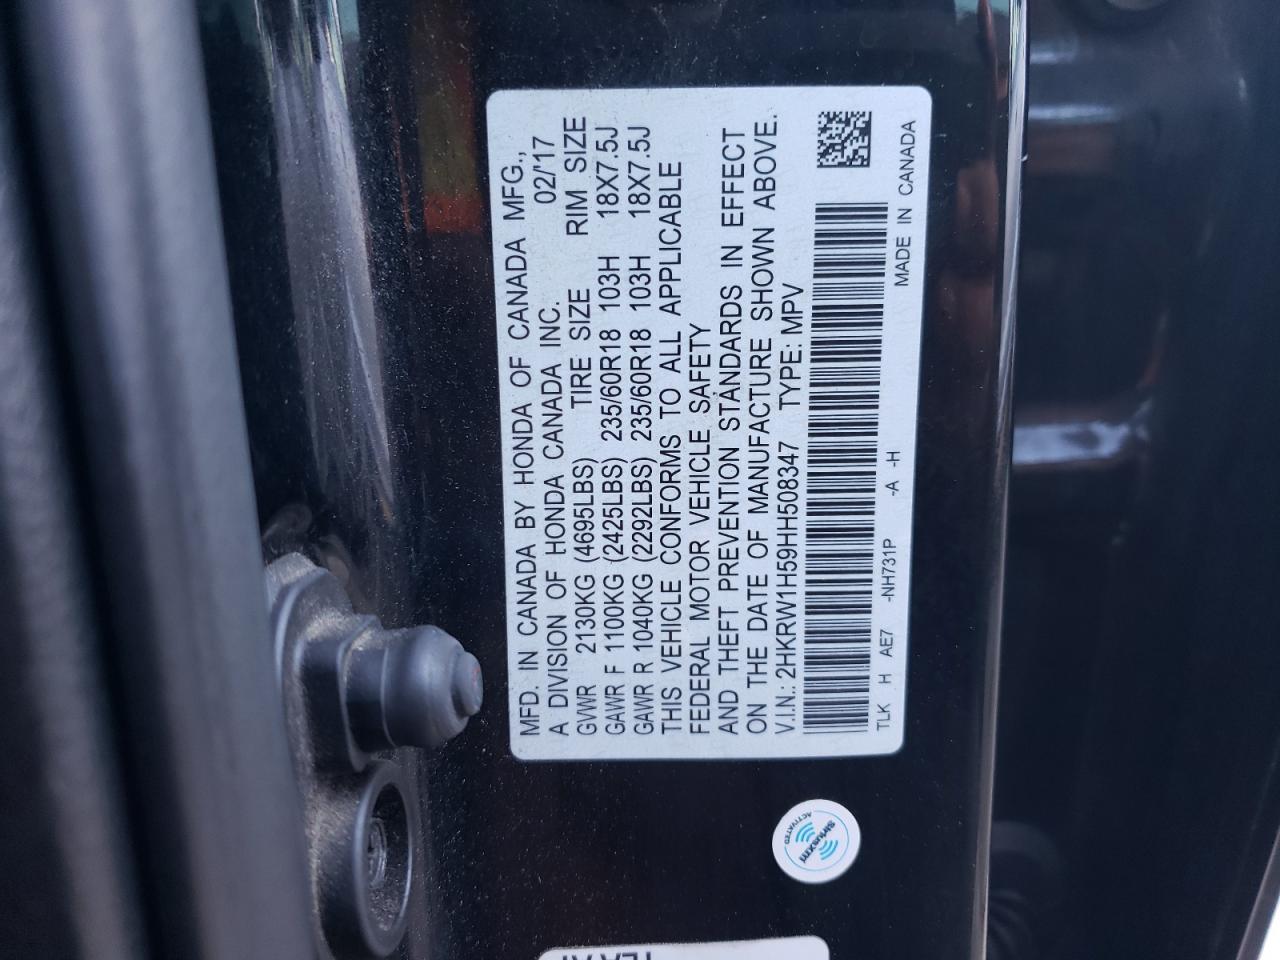 MFD. IN CANADA BY HONDA OF CANADA MFG.,
A DIVISION OF HONDA CANADA INC. 02/'17
GVWR 2130KG (4695LBS) TIRE SIZE RIM SIZE
GAWR F 1100KG (2425LBS) 235/60R18 103H 18X7.5J
GAWR R 1040KG (2292LBS) 235/60R18 103H 18X7.5J
THIS VEHICLE CONFORMS TO ALL APPLICABLE
FEDERAL MOTOR VEHICLE SAFETY
AND THEFT PREVENTION STANDARDS IN EFFECT
ON THE DATE OF MANUFACTURE SHOWN ABOVE.
V.I.N.: 2HKRW1H59HH508347 TYPE: MPV
TLK H AE7 -NH731P -A -H
MADE IN CANADA
siriusxm
ACTIVATED